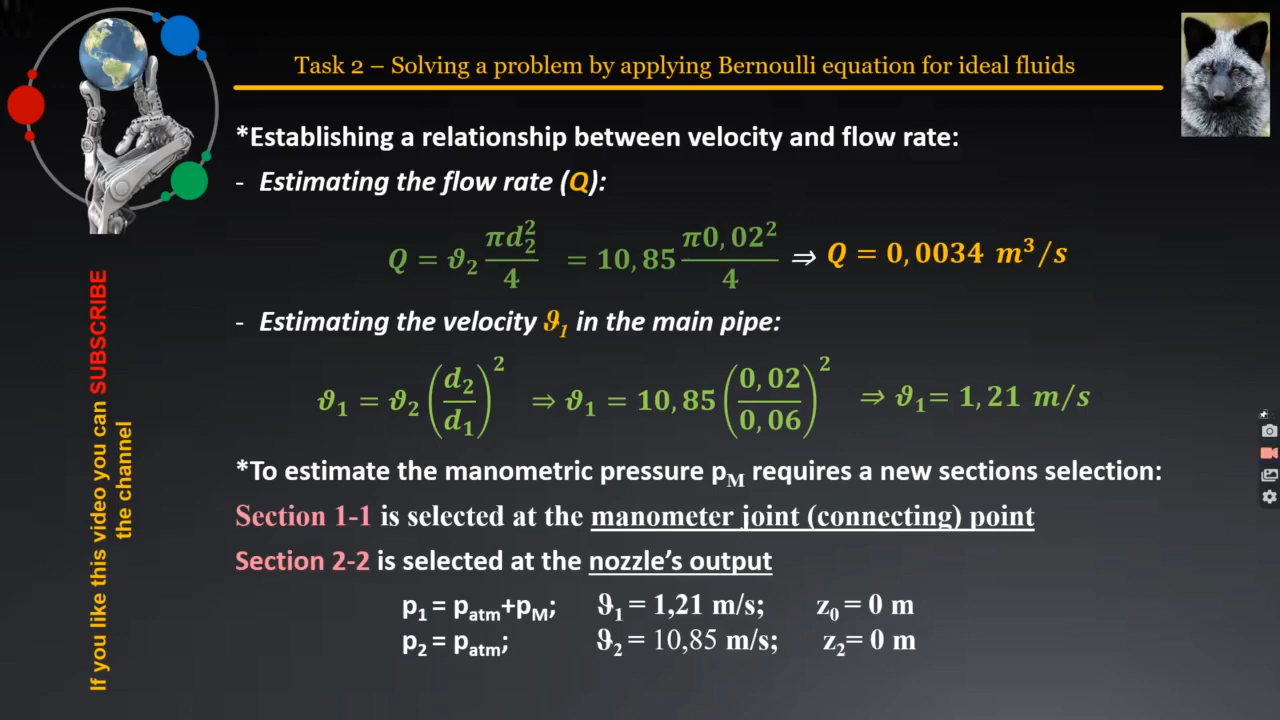 Task 2 – Solving a problem by applying Bernoulli equation for ideal fluids
*Establishing a relationship between velocity and flow rate:
- Estimating the flow rate (Q):
Q = ϑ₂ πd₂²/4 = 10,85 π0,02²/4 ⇒ Q = 0,0034 m³/s
- Estimating the velocity ϑ₁ in the main pipe:
ϑ₁ = ϑ₂ (d₂/d₁)² ⇒ ϑ₁ = 10,85 (0,02/0,06)² ⇒ ϑ₁= 1,21 m/s
*To estimate the manometric pressure p_M requires a new sections selection:
Section 1-1 is selected at the manometer joint (connecting) point
Section 2-2 is selected at the nozzle's output
p₁ = p_atm+p_M; ϑ₁ = 1,21 m/s; z₀ = 0 m
p₂ = p_atm; ϑ₂ = 10,85 m/s; z₂= 0 m
If you like this video you can SUBSCRIBE
the channel